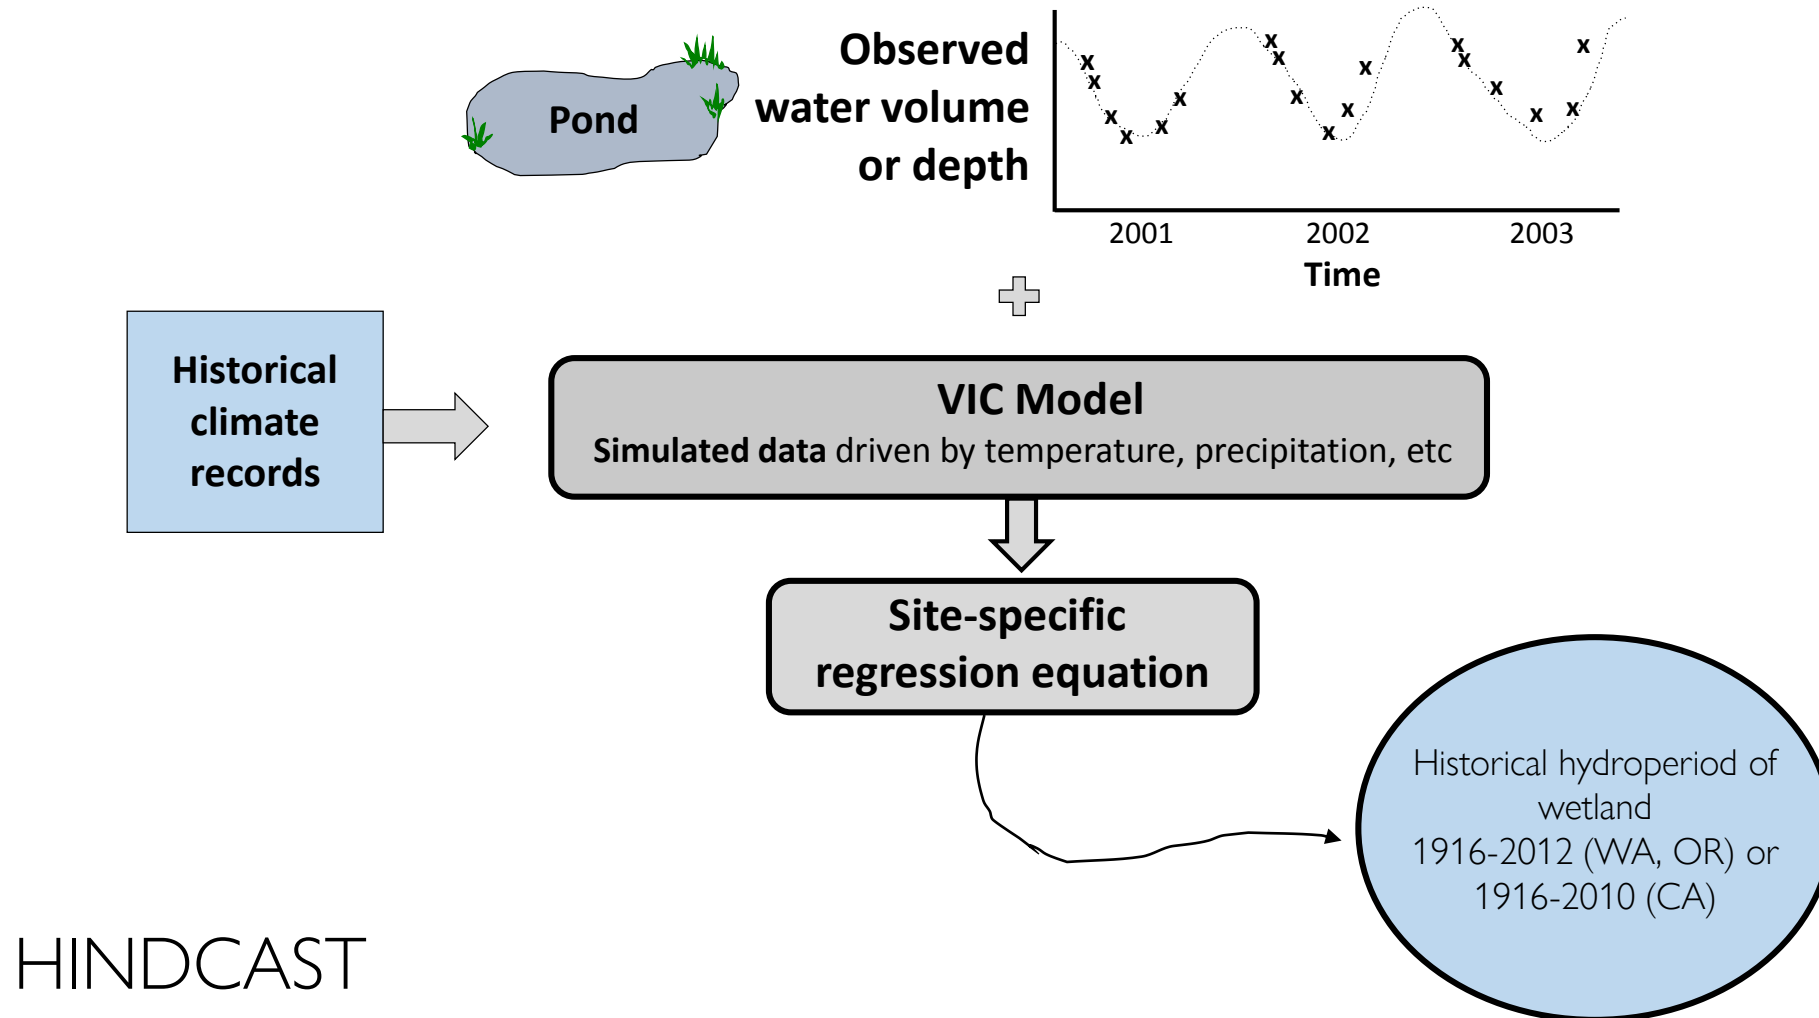 Pond
Observed
water volume
or depth
x x x x x x x x x x x x x x x x x x x
2001 2002 2003
Time
Historical
climate
records
VIC Model
Simulated data driven by temperature, precipitation, etc
Site-specific
regression equation
Historical hydroperiod of
wetland
1916-2012 (WA, OR) or
1916-2010 (CA)
HINDCAST